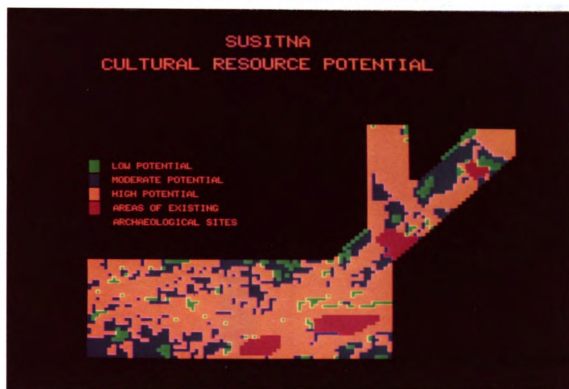 SUSITNA
CULTURAL RESOURCE POTENTIAL
LOW POTENTIAL
MODERATE POTENTIAL
HIGH POTENTIAL
AREAS OF EXISTING
ARCHAEOLOGICAL SITES